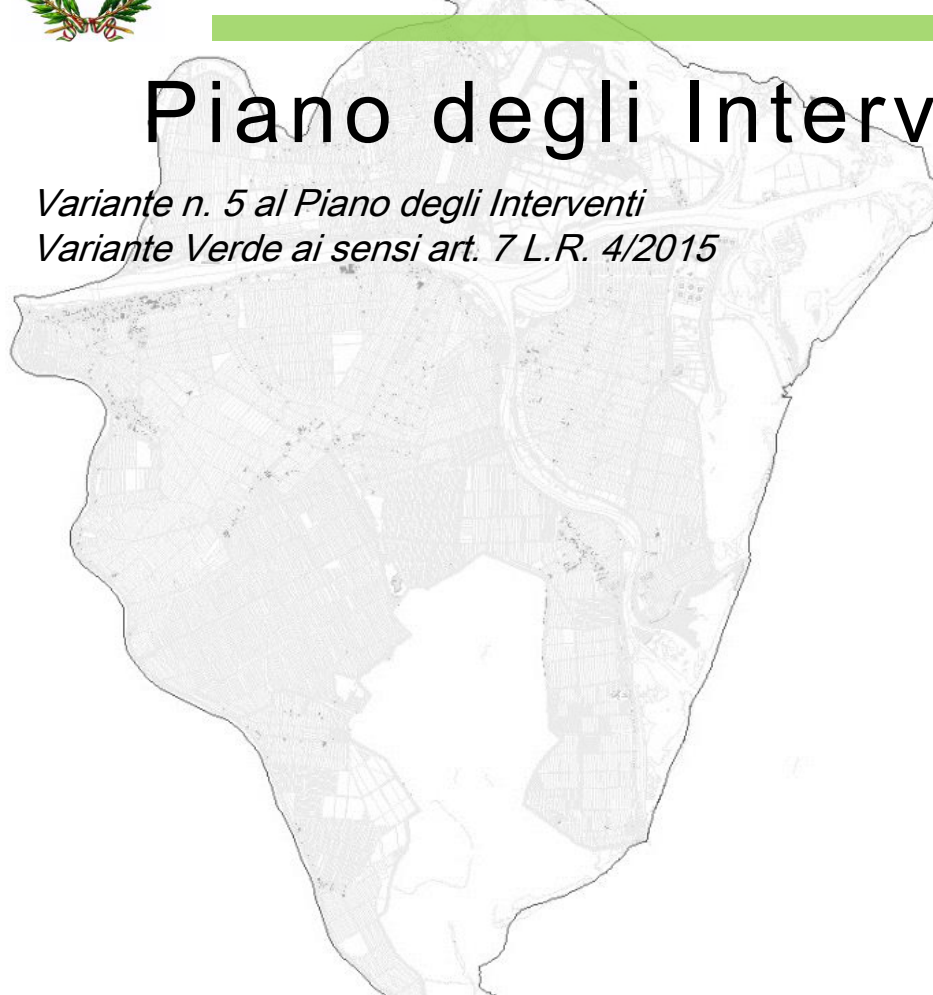 Piano degli Interv
Variante n. 5 al Piano degli Interventi
Variante Verde ai sensi art. 7 L.R. 4/2015